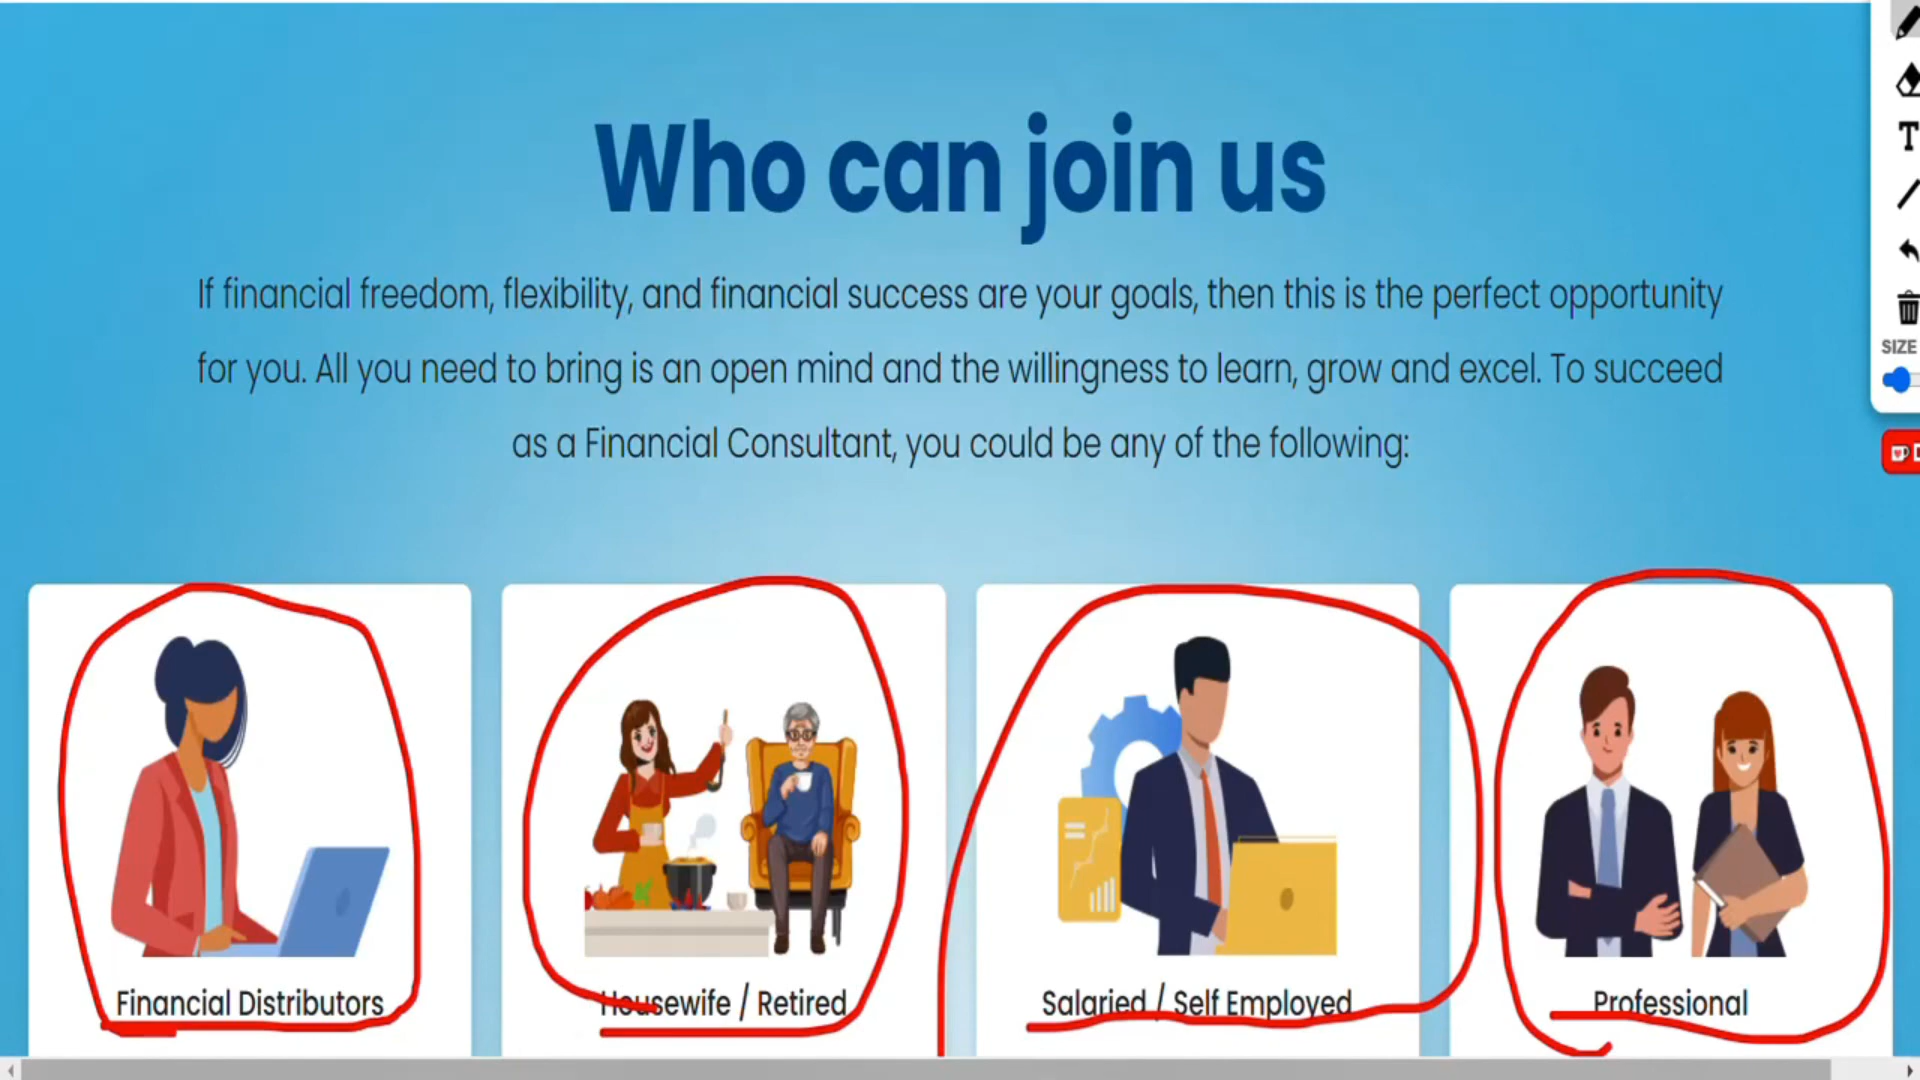 Who can join us
If financial freedom, flexibility, and financial success are your goals, then this is the perfect opportunity
for you. All you need to bring is an open mind and the willingness to learn, grow and excel. To succeed
as a Financial Consultant, you could be any of the following:
Financial Distributors
Housewife / Retired
Salaried / Self Employed
Professional
T
SIZE